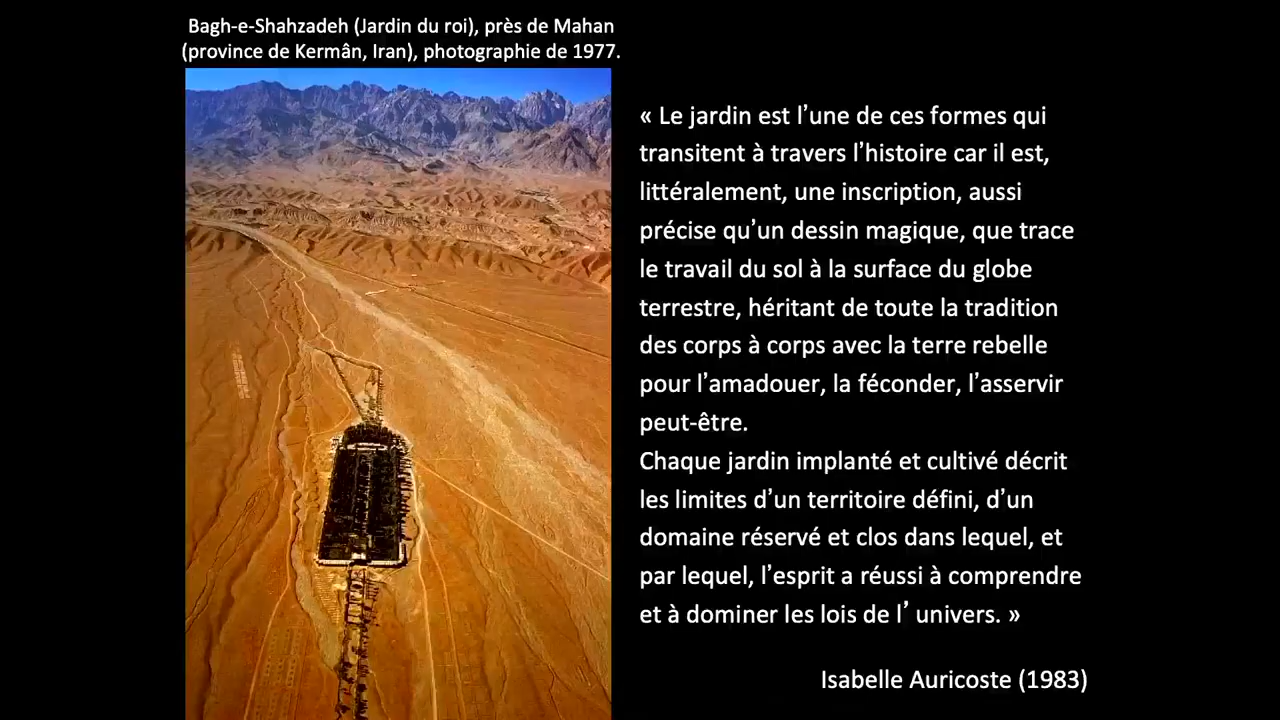 Bagh-e-Shahzadeh (Jardin du roi), près de Mahan
(province de Kermân, Iran), photographie de 1977.
« Le jardin est l’une de ces formes qui
transitent à travers l’histoire car il est,
littéralement, une inscription, aussi
précise qu’un dessin magique, que trace
le travail du sol à la surface du globe
terrestre, héritant de toute la tradition
des corps à corps avec la terre rebelle
pour l’amadouer, la féconder, l’asservir
peut-être.
Chaque jardin implanté et cultivé décrit
les limites d’un territoire défini, d’un
domaine réservé et clos dans lequel, et
par lequel, l’esprit a réussi à comprendre
et à dominer les lois de l’ univers. »
Isabelle Auricoste (1983)